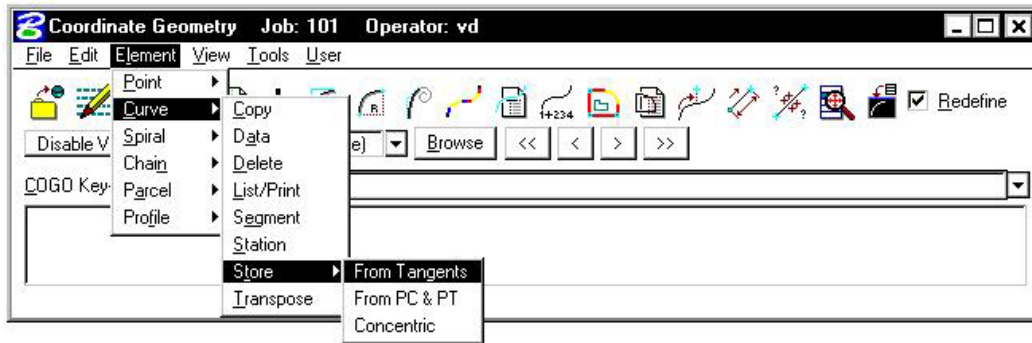 Coordinate Geometry Job: 101 Operator: vd
File Edit Element View Tools User
Point
Curve
Spiral
Chain
Parcel
Profile
Copy
Data
Delete
List/Print
Segment
Station
Store
Transpose
From Tangents
From PC & PT
Concentric
R
1+234
Redefine
Disable V
e) Browse << < > >>
COGO Key-